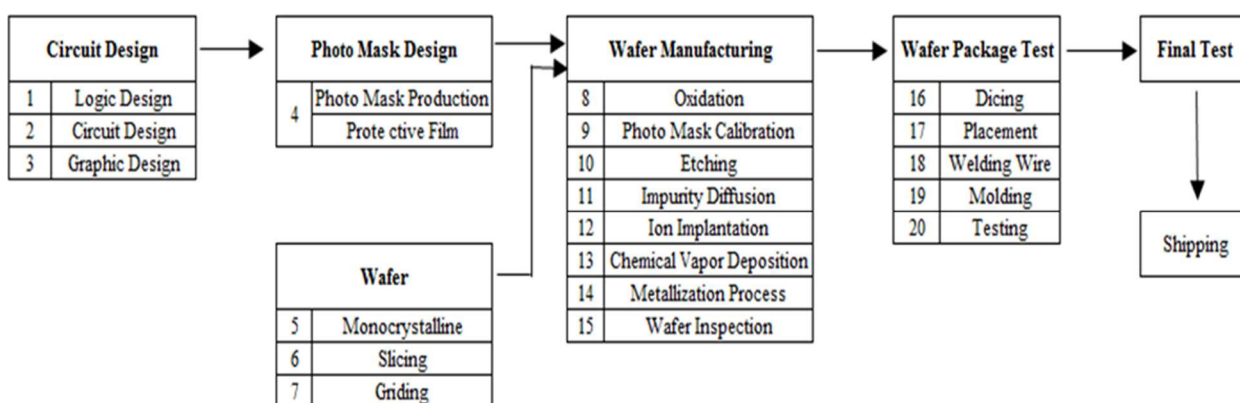 Circuit Design
1 Logic Design
2 Circuit Design
3 Graphic Design
Photo Mask Design
4 Photo Mask Production
Prote ctive Film
Wafer
5 Monocrystalline
6 Slicing
7 Griding
Wafer Manufacturing
8 Oxidation
9 Photo Mask Calibration
10 Etching
11 Impurity Diffusion
12 Ion Implantation
13 Chemical Vapor Deposition
14 Metallization Process
15 Wafer Inspection
Wafer Package Test
16 Dicing
17 Placement
18 Welding Wire
19 Molding
20 Testing
Final Test
Shipping